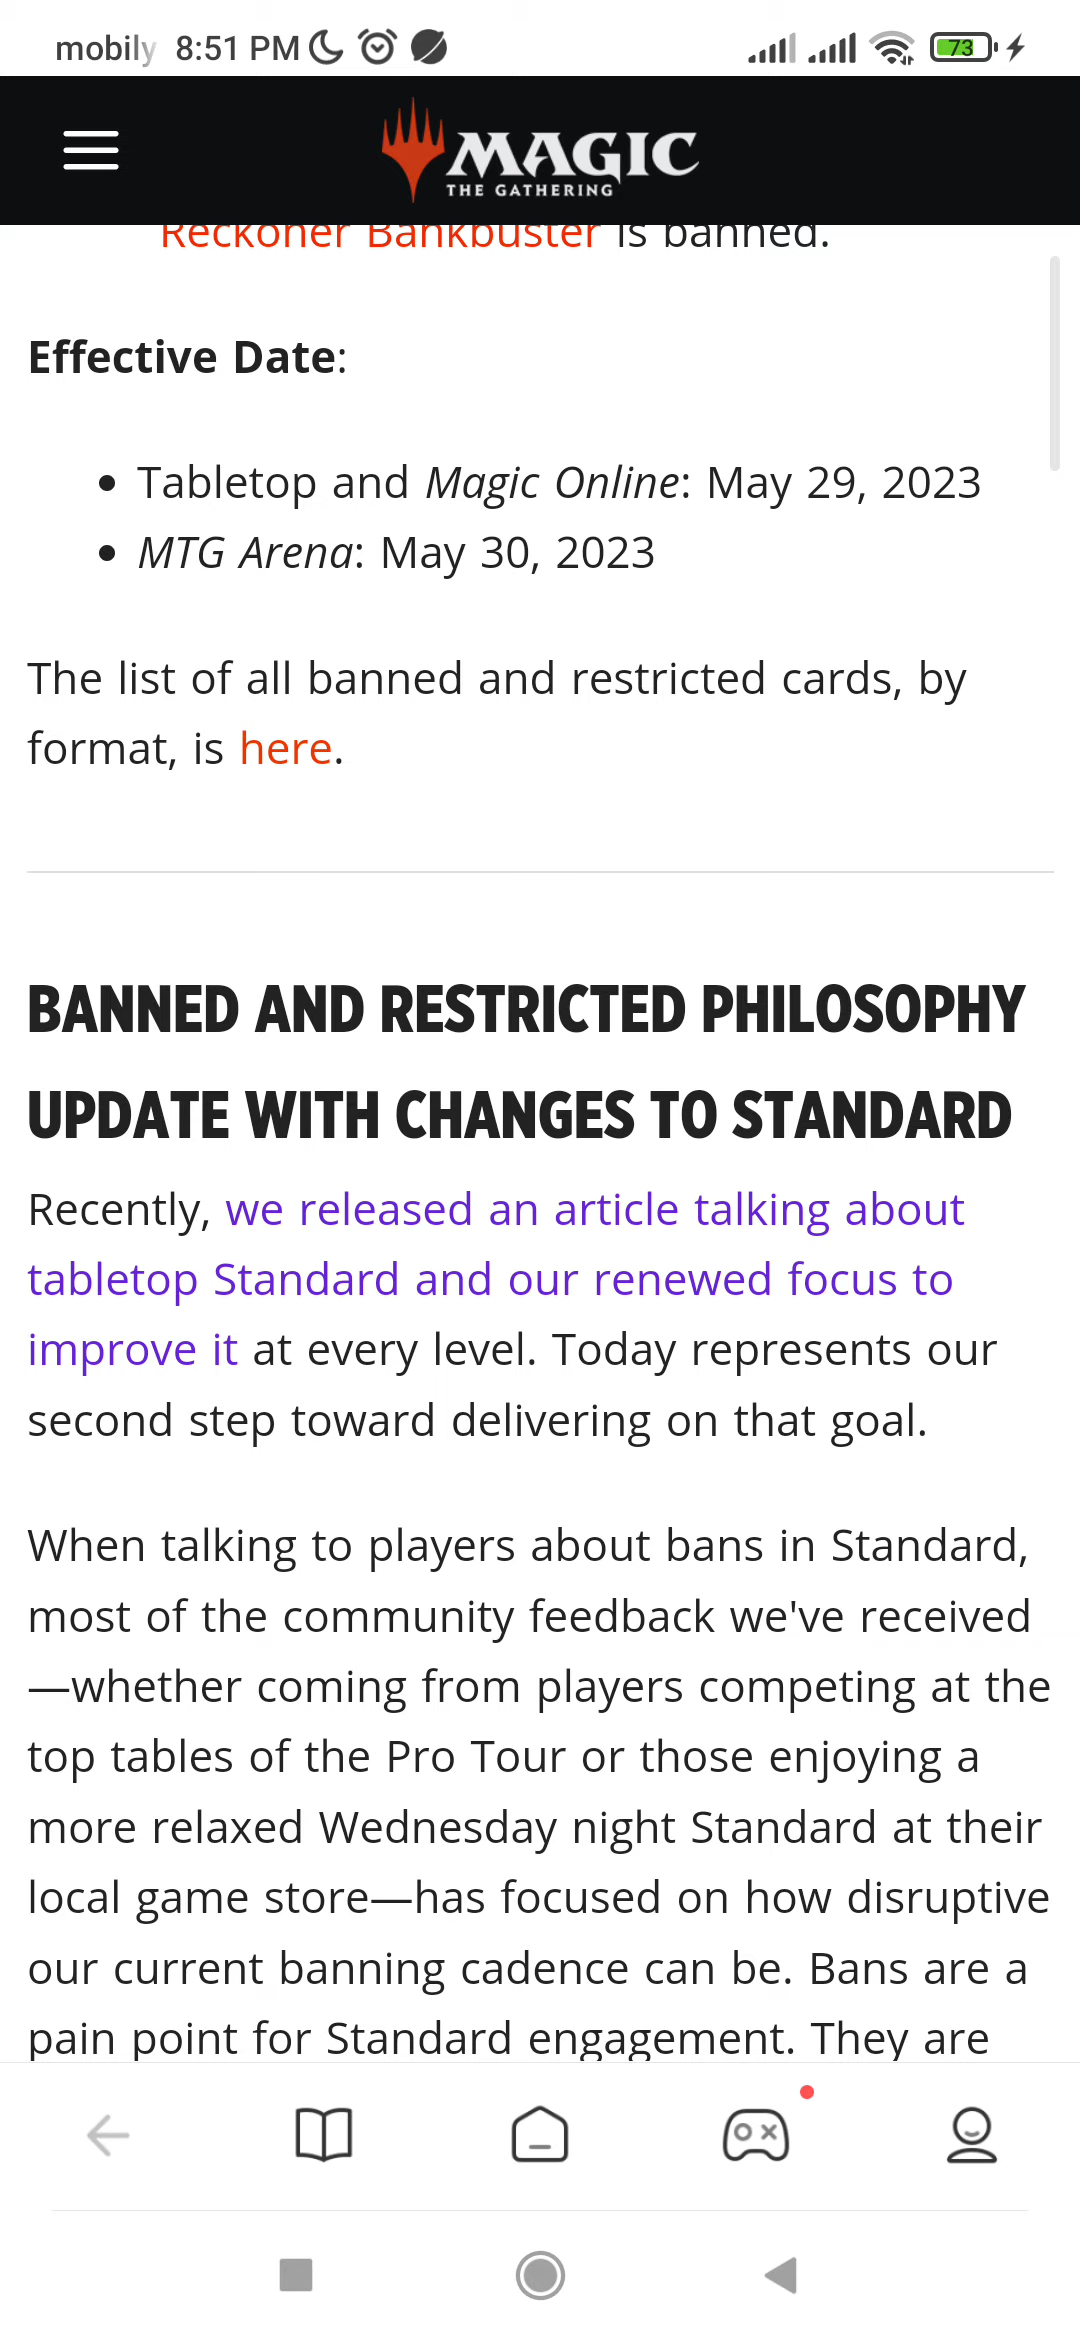 mobily 8:51 PM
73
MAGIC
THE GATHERING
Reckoner Bankbuster is banned.
Effective Date:
• Tabletop and Magic Online: May 29, 2023
• MTG Arena: May 30, 2023
The list of all banned and restricted cards, by
format, is here.
BANNED AND RESTRICTED PHILOSOPHY
UPDATE WITH CHANGES TO STANDARD
Recently, we released an article talking about
tabletop Standard and our renewed focus to
improve it at every level. Today represents our
second step toward delivering on that goal.
When talking to players about bans in Standard,
most of the community feedback we've received
—whether coming from players competing at the
top tables of the Pro Tour or those enjoying a
more relaxed Wednesday night Standard at their
local game store—has focused on how disruptive
our current banning cadence can be. Bans are a
pain point for Standard engagement. They are